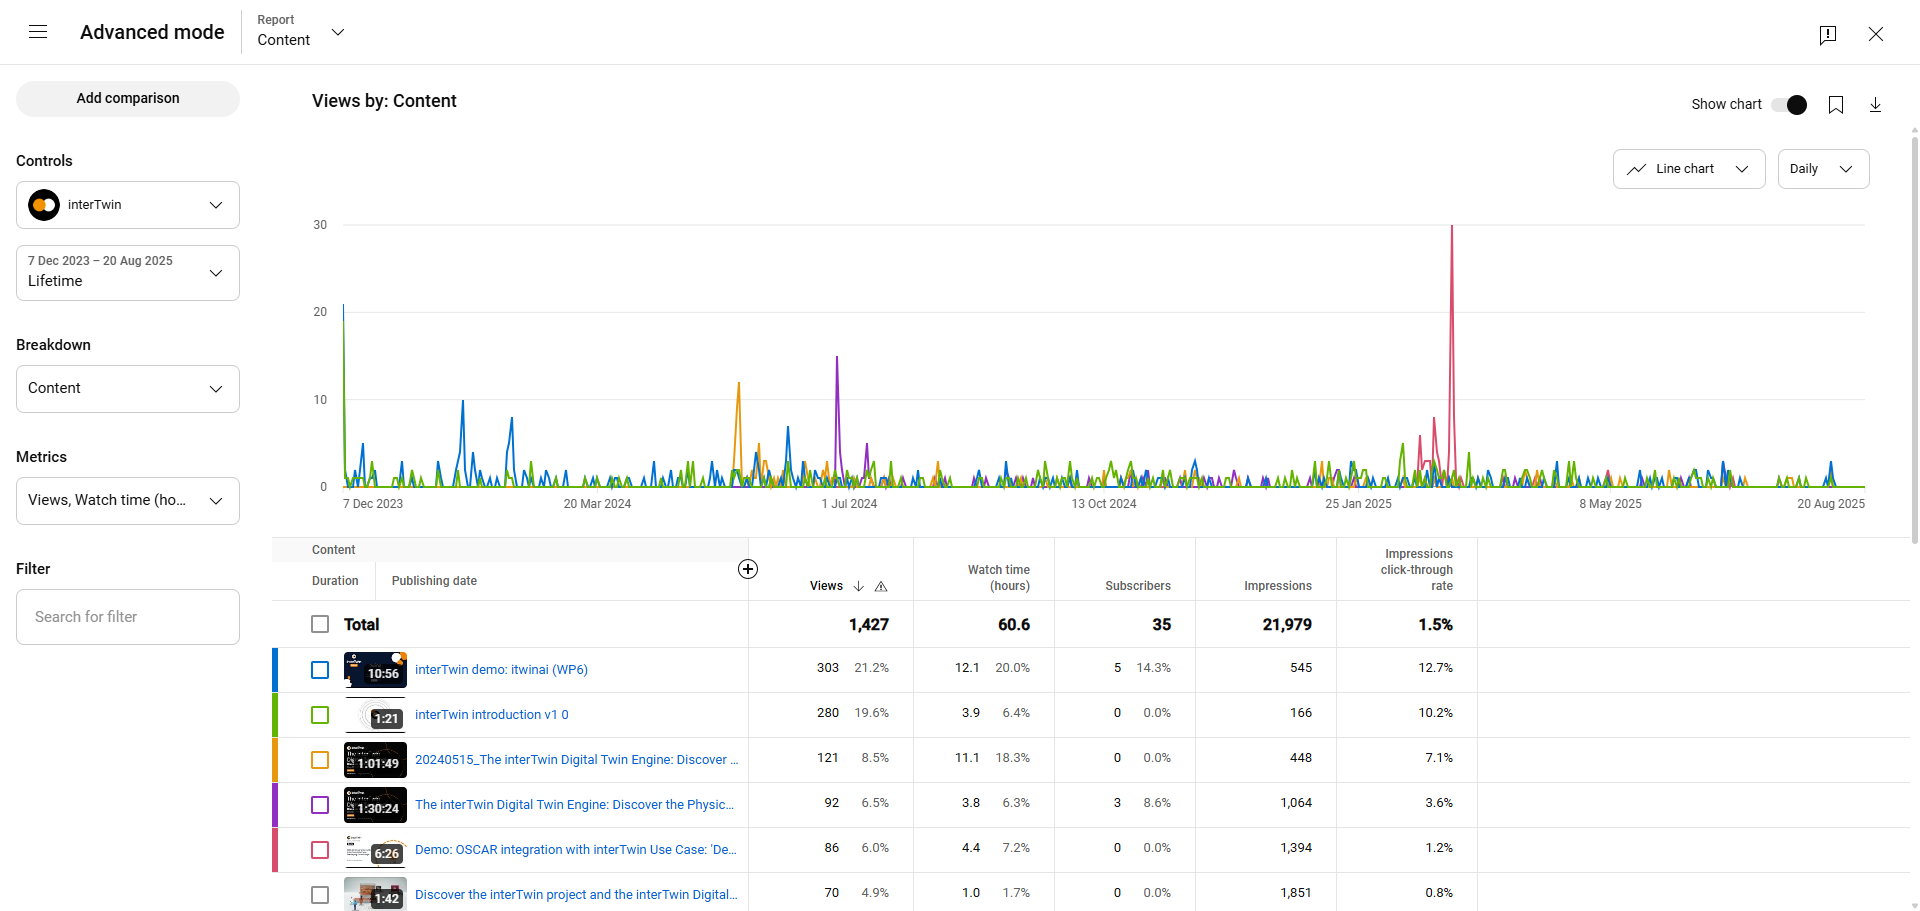 Advanced mode
Report
Content
Add comparison
Controls
interTwin
7 Dec 2023 – 20 Aug 2025
Lifetime
Breakdown
Content
Metrics
Views, Watch time (ho...
Filter
Search for filter
Views by: Content
Show chart
Line chart
Daily
30
20
10
0
7 Dec 2023
20 Mar 2024
1 Jul 2024
13 Oct 2024
25 Jan 2025
8 May 2025
20 Aug 2025
Content
Duration
Publishing date
Views
Watch time
(hours)
Subscribers
Impressions
Impressions
click-through
rate
Total 1,427 60.6 35 21,979 1.5%
10:56 interTwin demo: itwinai (WP6) 303 21.2% 12.1 20.0% 5 14.3% 545 12.7%
1:21 interTwin introduction v1 0 280 19.6% 3.9 6.4% 0 0.0% 166 10.2%
1:01:49 20240515_The interTwin Digital Twin Engine: Discover ... 121 8.5% 11.1 18.3% 0 0.0% 448 7.1%
1:30:24 The interTwin Digital Twin Engine: Discover the Physic... 92 6.5% 3.8 6.3% 3 8.6% 1,064 3.6%
6:26 Demo: OSCAR integration with interTwin Use Case: 'De... 86 6.0% 4.4 7.2% 0 0.0% 1,394 1.2%
1:42 Discover the interTwin project and the interTwin Digital... 70 4.9% 1.0 1.7% 0 0.0% 1,851 0.8%